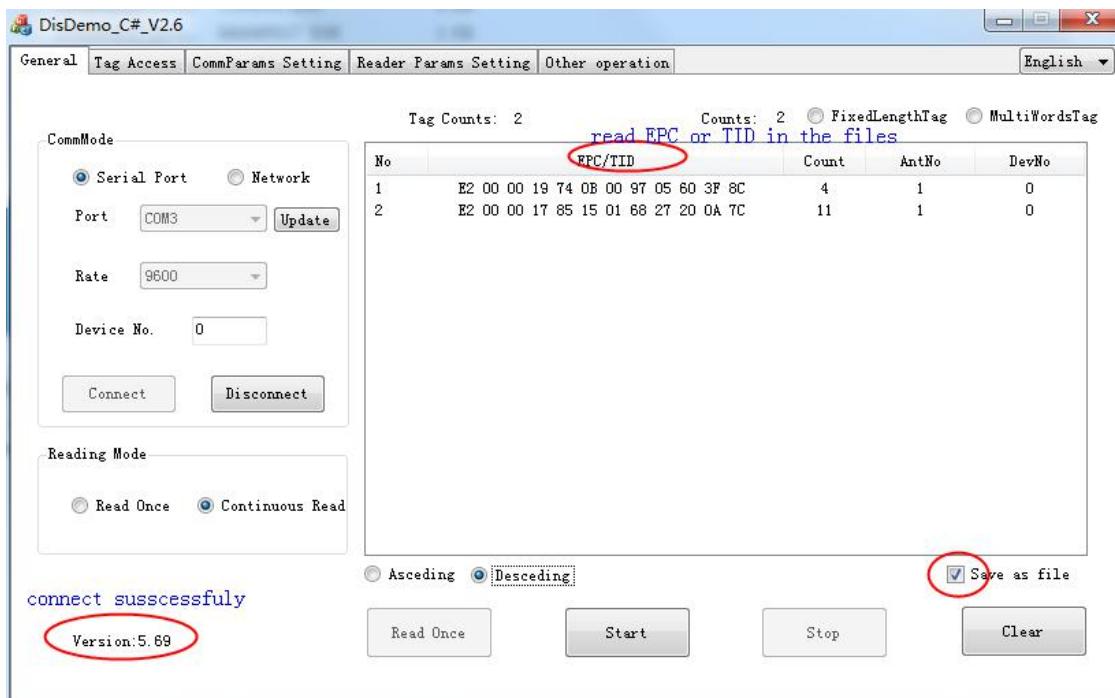 DisDemo_C#_V2.6
General Tag Access CommParams Setting Reader Params Setting Other operation English
Tag Counts: 2 Counts: 2 FixedLengthTag MultiWordsTag
read EPC or TID in the files
CommMode
No EPC/TID Count AntNo DevNo
Serial Port Network
1 E2 00 00 19 74 0B 00 97 05 60 3F 8C 4 1 0
2 E2 00 00 17 85 15 01 68 27 20 0A 7C 11 1 0
Port COM3 Update
Rate 9600
Device No. 0
Connect Disconnect
Reading Mode
Read Once Continuous Read
Asceding Desceding Save as file
connect susscessfuly
Version:5.69
Read Once Start Stop Clear